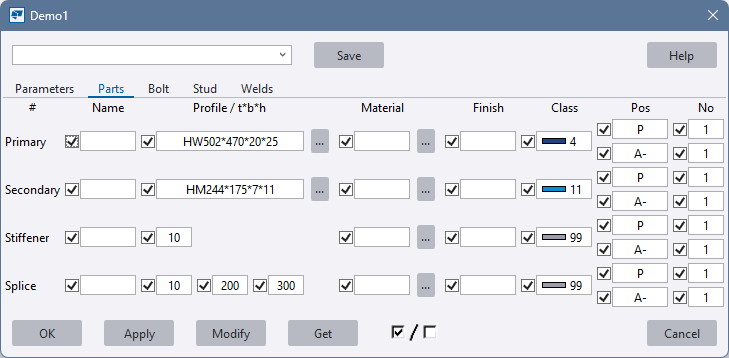 Demo1
Save Help
Parameters Parts Bolt Stud Welds
# Name Profile / t*b*h Material Finish Class Pos No
P 1
Primary HW502*470*20*25 ... ... 4
A- 1
P 1
Secondary HM244*175*7*11 ... ... 11
A- 1
P 1
Stiffener 10 99
A- 1
P 1
Splice 10 200 300 ... 99
A- 1
OK Apply Modify Get / Cancel